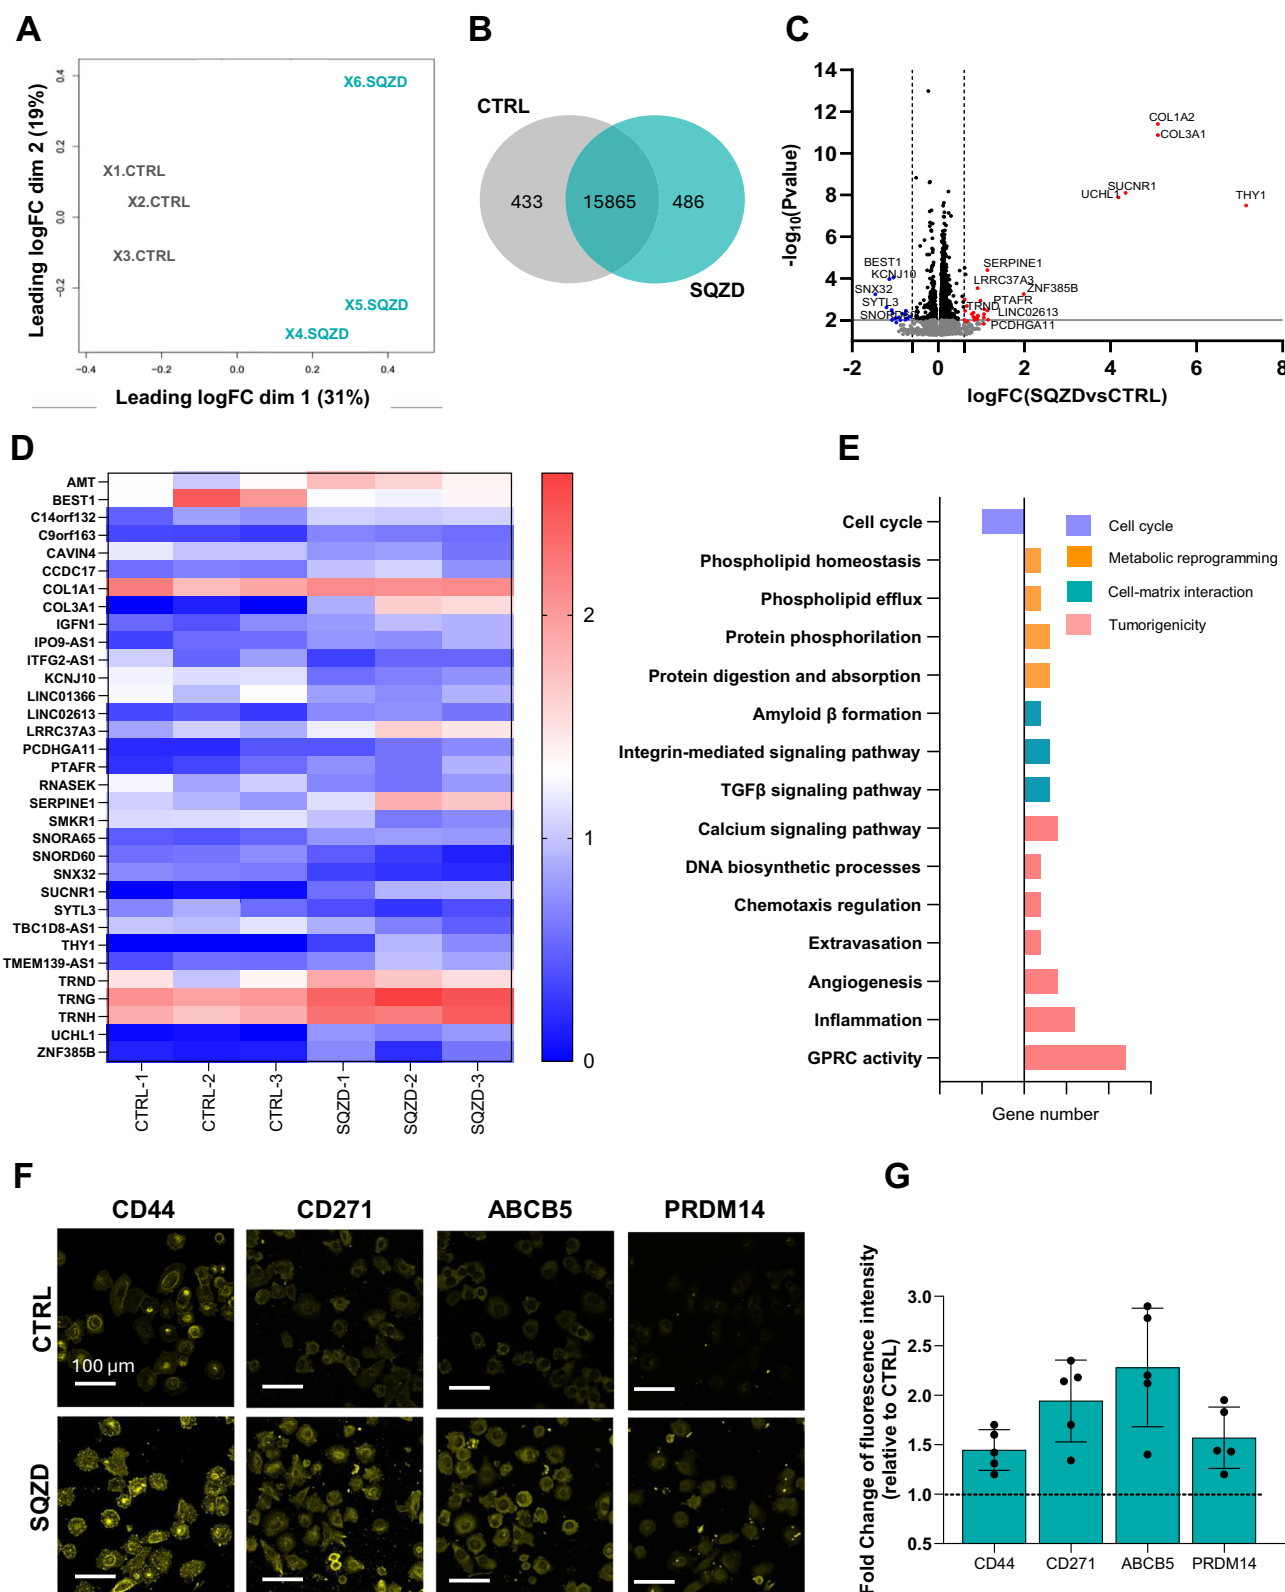 A
Leading logFC dim 2 (19%)
0.4
0.2
0.0
−0.2
X6.SQZD
X1.CTRL
X2.CTRL
X3.CTRL
X5.SQZD
X4.SQZD
−0.4
−0.2
0.0
0.2
0.4
Leading logFC dim 1 (31%)
B
CTRL
433
15865
486
SQZD
C
-log10(Pvalue)
14
12
10
8
6
4
2
COL1A2
COL3A1
SUCNR1
UCHL1
THY1
BEST1
KCNJ10
SNX32
SYTL3
SERPINE1
LRRC37A3
ZNF385B
PTAFR
TRND
LINC02613
PCDHGA11
-2
0
2
4
6
8
logFC(SQZDvsCTRL)
D
AMT
BEST1
C14orf132
C9orf163
CAVIN4
CCDC17
COL1A1
COL3A1
IGFN1
IPO9-AS1
ITFG2-AS1
KCNJ10
LINC01366
LINC02613
LRRC37A3
PCDHGA11
PTAFR
RNASEK
SERPINE1
SMKR1
SNORA65
SNORD60
SNX32
SUCNR1
SYTL3
TBC1D8-AS1
THY1
TMEM139-AS1
TRND
TRNG
TRNH
UCHL1
ZNF385B
CTRL-1
CTRL-2
CTRL-3
SQZD-1
SQZD-2
SQZD-3
2
1
0
E
Cell cycle
Phospholipid homeostasis
Phospholipid efflux
Protein phosphorilation
Protein digestion and absorption
Amyloid β formation
Integrin-mediated signaling pathway
TGFβ signaling pathway
Calcium signaling pathway
DNA biosynthetic processes
Chemotaxis regulation
Extravasation
Angiogenesis
Inflammation
GPRC activity
Gene number
Cell cycle
Metabolic reprogramming
Cell-matrix interaction
Tumorigenicity
F
CD44
CD271
ABCB5
PRDM14
CTRL
100 µm
SQZD
G
Fold Change of fluorescence intensity
(relative to CTRL)
3.0
2.5
2.0
1.5
1.0
0.5
CD44
CD271
ABCB5
PRDM14